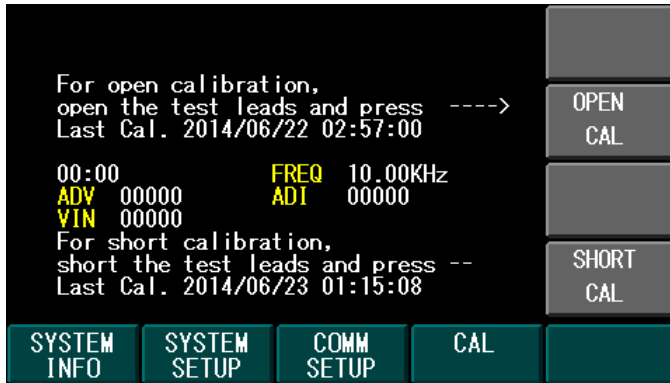 For open calibration,
open the test leads and press ---->
OPEN
CAL
Last Cal. 2014/06/22 02:57:00
00:00 FREQ 10.00KHz
ADV 00000 ADI 00000
VIN 00000
For short calibration,
short the test leads and press --
SHORT
CAL
Last Cal. 2014/06/23 01:15:08
SYSTEM INFO
SYSTEM SETUP
COMM SETUP
CAL